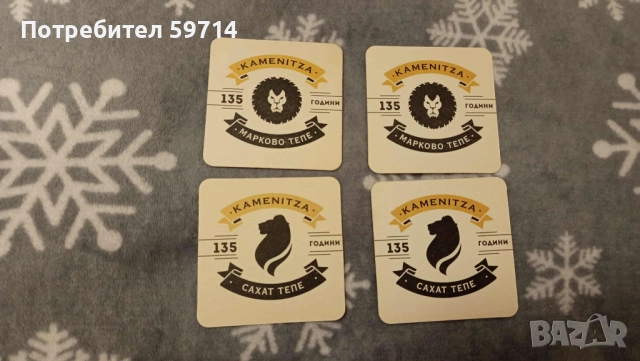 Потребител 59714
KAMENITZA
135 ГОДИНИ
МАРКОВО ТЕПЕ
KAMENITZA
135 ГОДИНИ
МАРКОВО ТЕПЕ
KAMENITZA
135 ГОДИНИ
САХАТ ТЕПЕ
KAMENITZA
135 ГОДИНИ
САХАТ ТЕПЕ
BAZAR